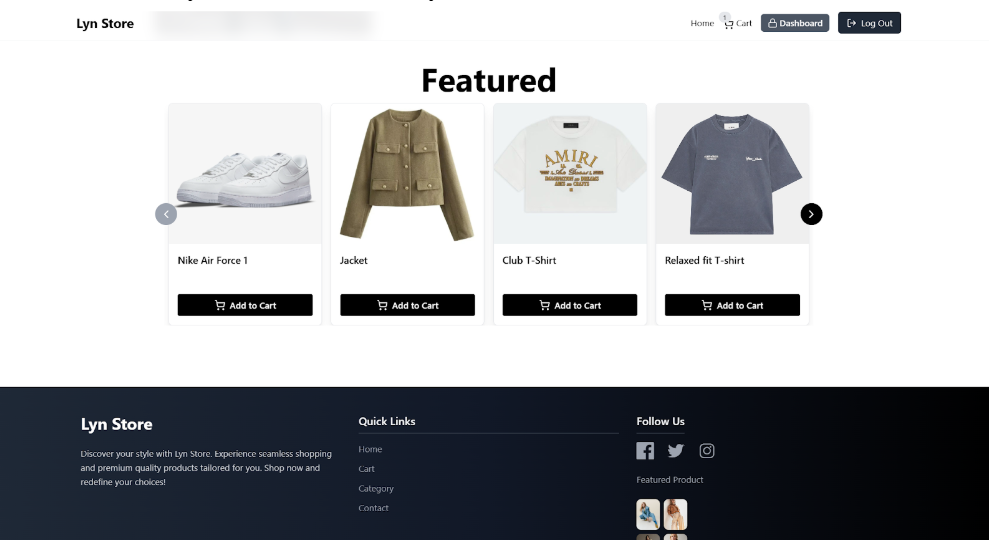 Lyn Store
Home
1
Cart
Dashboard
Log Out
Featured
AMIRI
Nike Air Force 1
Jacket
Club T-Shirt
Relaxed fit T-shirt
Add to Cart
Add to Cart
Add to Cart
Add to Cart
Lyn Store
Discover your style with Lyn Store. Experience seamless shopping
and premium quality products tailored for you. Shop now and
redefine your choices!
Quick Links
Home
Cart
Category
Contact
Follow Us
Featured Product